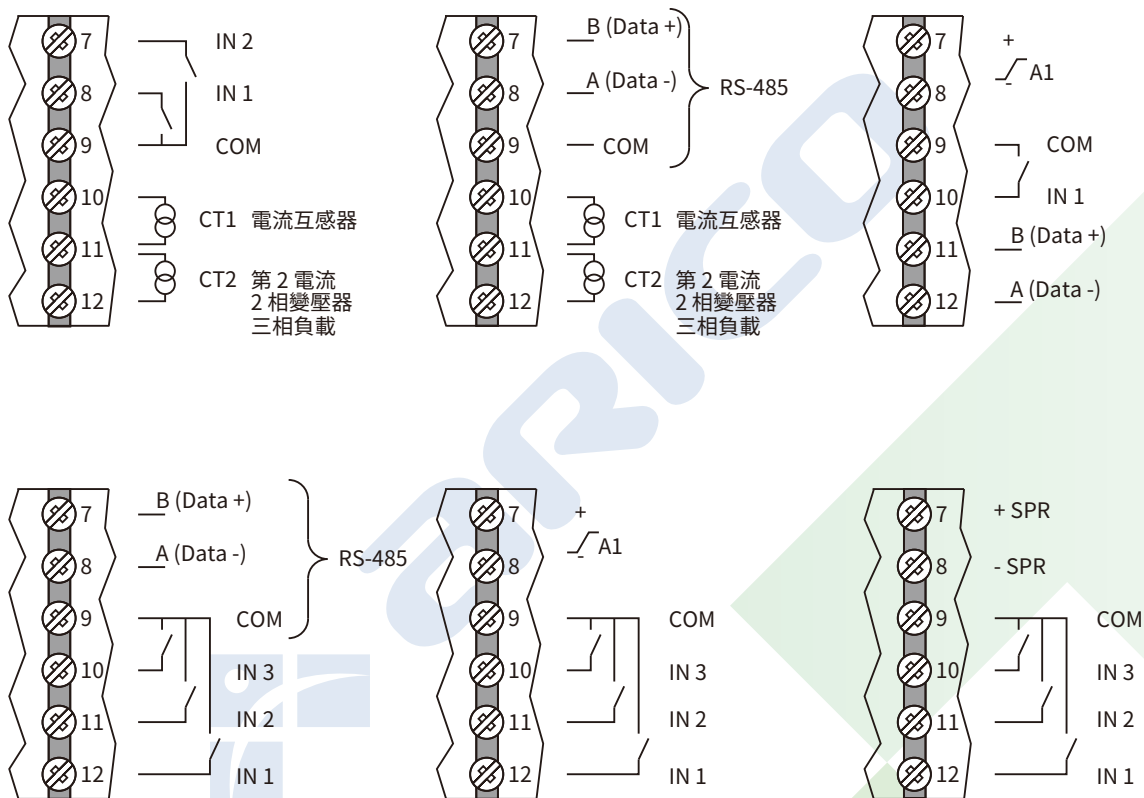 7 IN 2
8 IN 1
9 COM
10
CT1 電流互感器
11
CT2 第 2 電流
12 2 相變壓器
三相負載
7 B (Data +)
8 A (Data -) RS-485
9 COM
10
CT1 電流互感器
11
CT2 第 2 電流
12 2 相變壓器
三相負載
7 +
- A1
8
9 COM
10 IN 1
11 B (Data +)
12 A (Data -)
ARICO
7 B (Data +)
8 A (Data -) RS-485
9 COM
10 IN 3
11 IN 2
12 IN 1
7 +
- A1
8
9 COM
10 IN 3
11 IN 2
12 IN 1
7 + SPR
8 - SPR
9 COM
10 IN 3
11 IN 2
12 IN 1